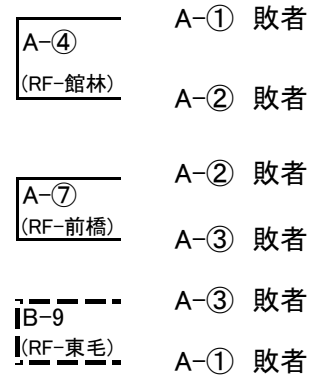 A-① 敗者
A-④
(RF-館林)
A-② 敗者
A-② 敗者
A-⑦
(RF-前橋)
A-③ 敗者
A-③ 敗者
B-9
(RF-東毛)
A-① 敗者